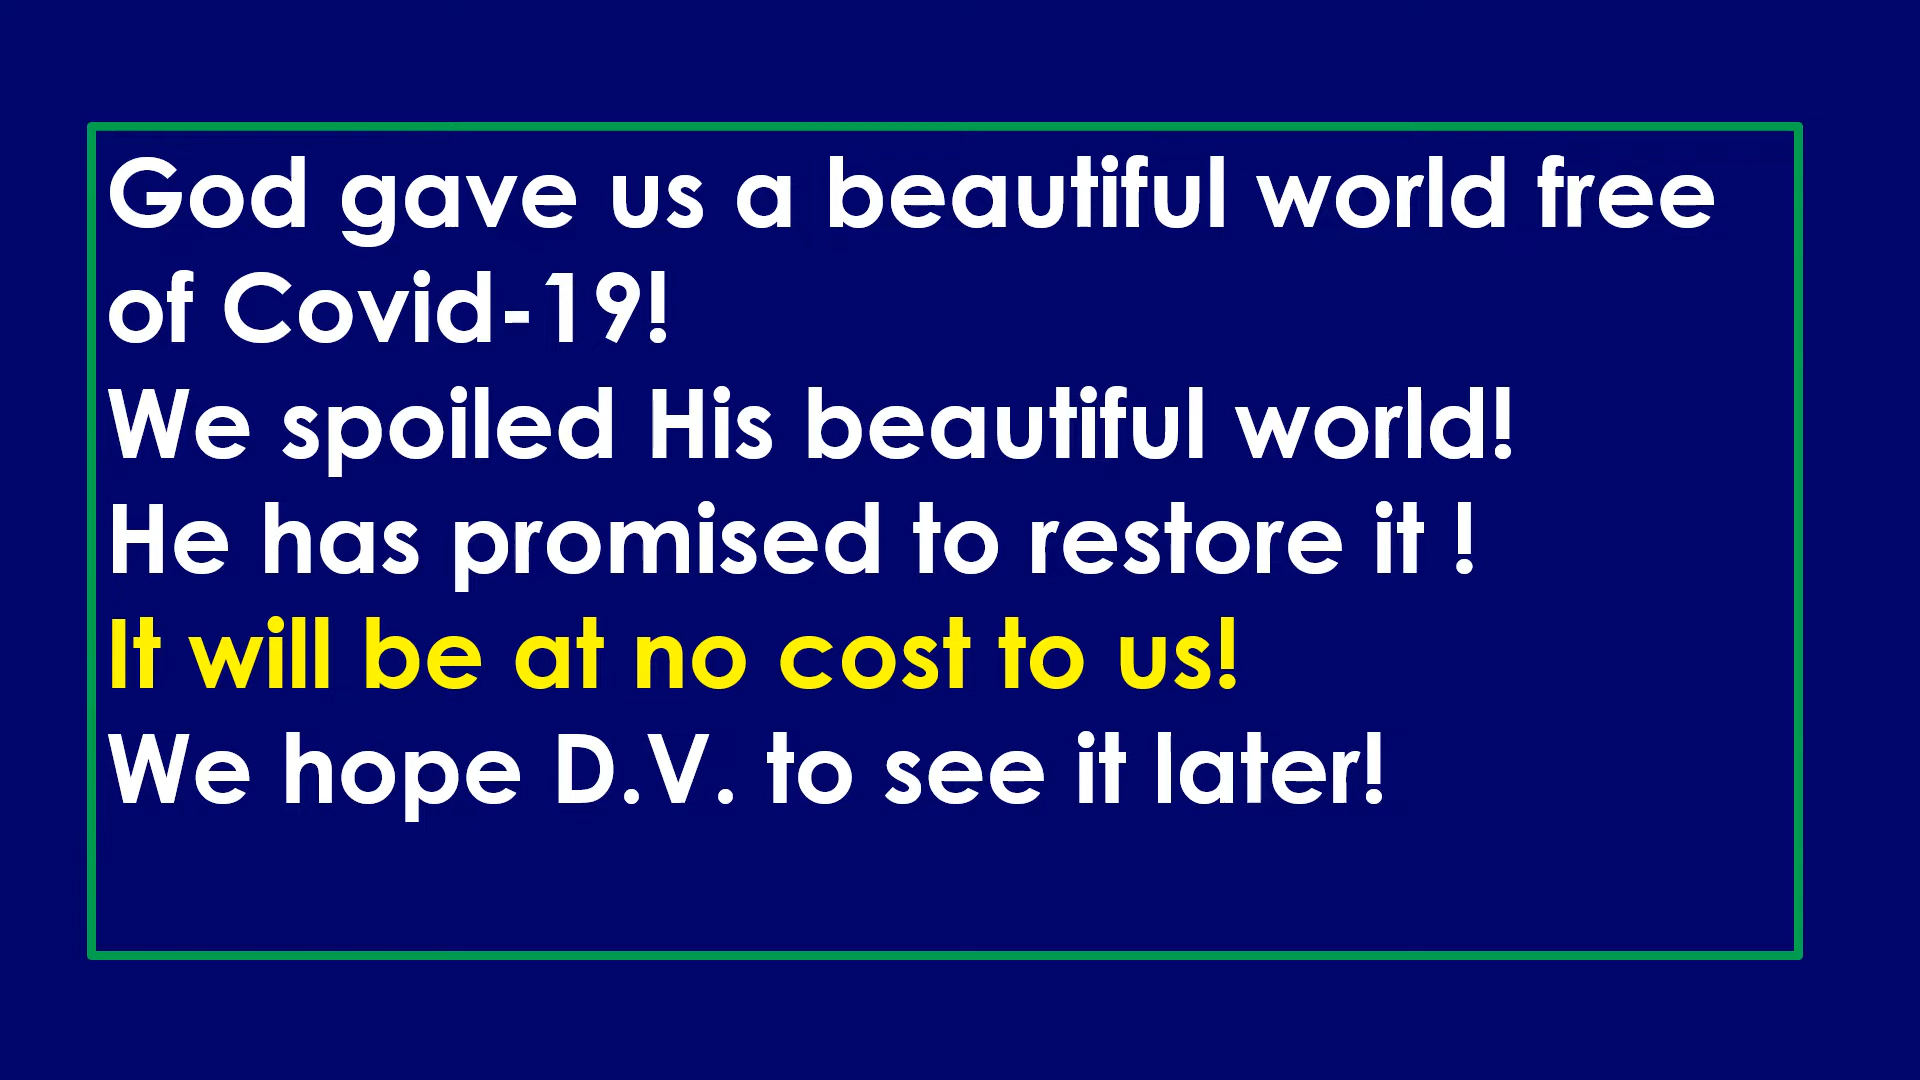 God gave us a beautiful world free
of Covid-19!
We spoiled His beautiful world!
He has promised to restore it !
It will be at no cost to us!
We hope D.V. to see it later!